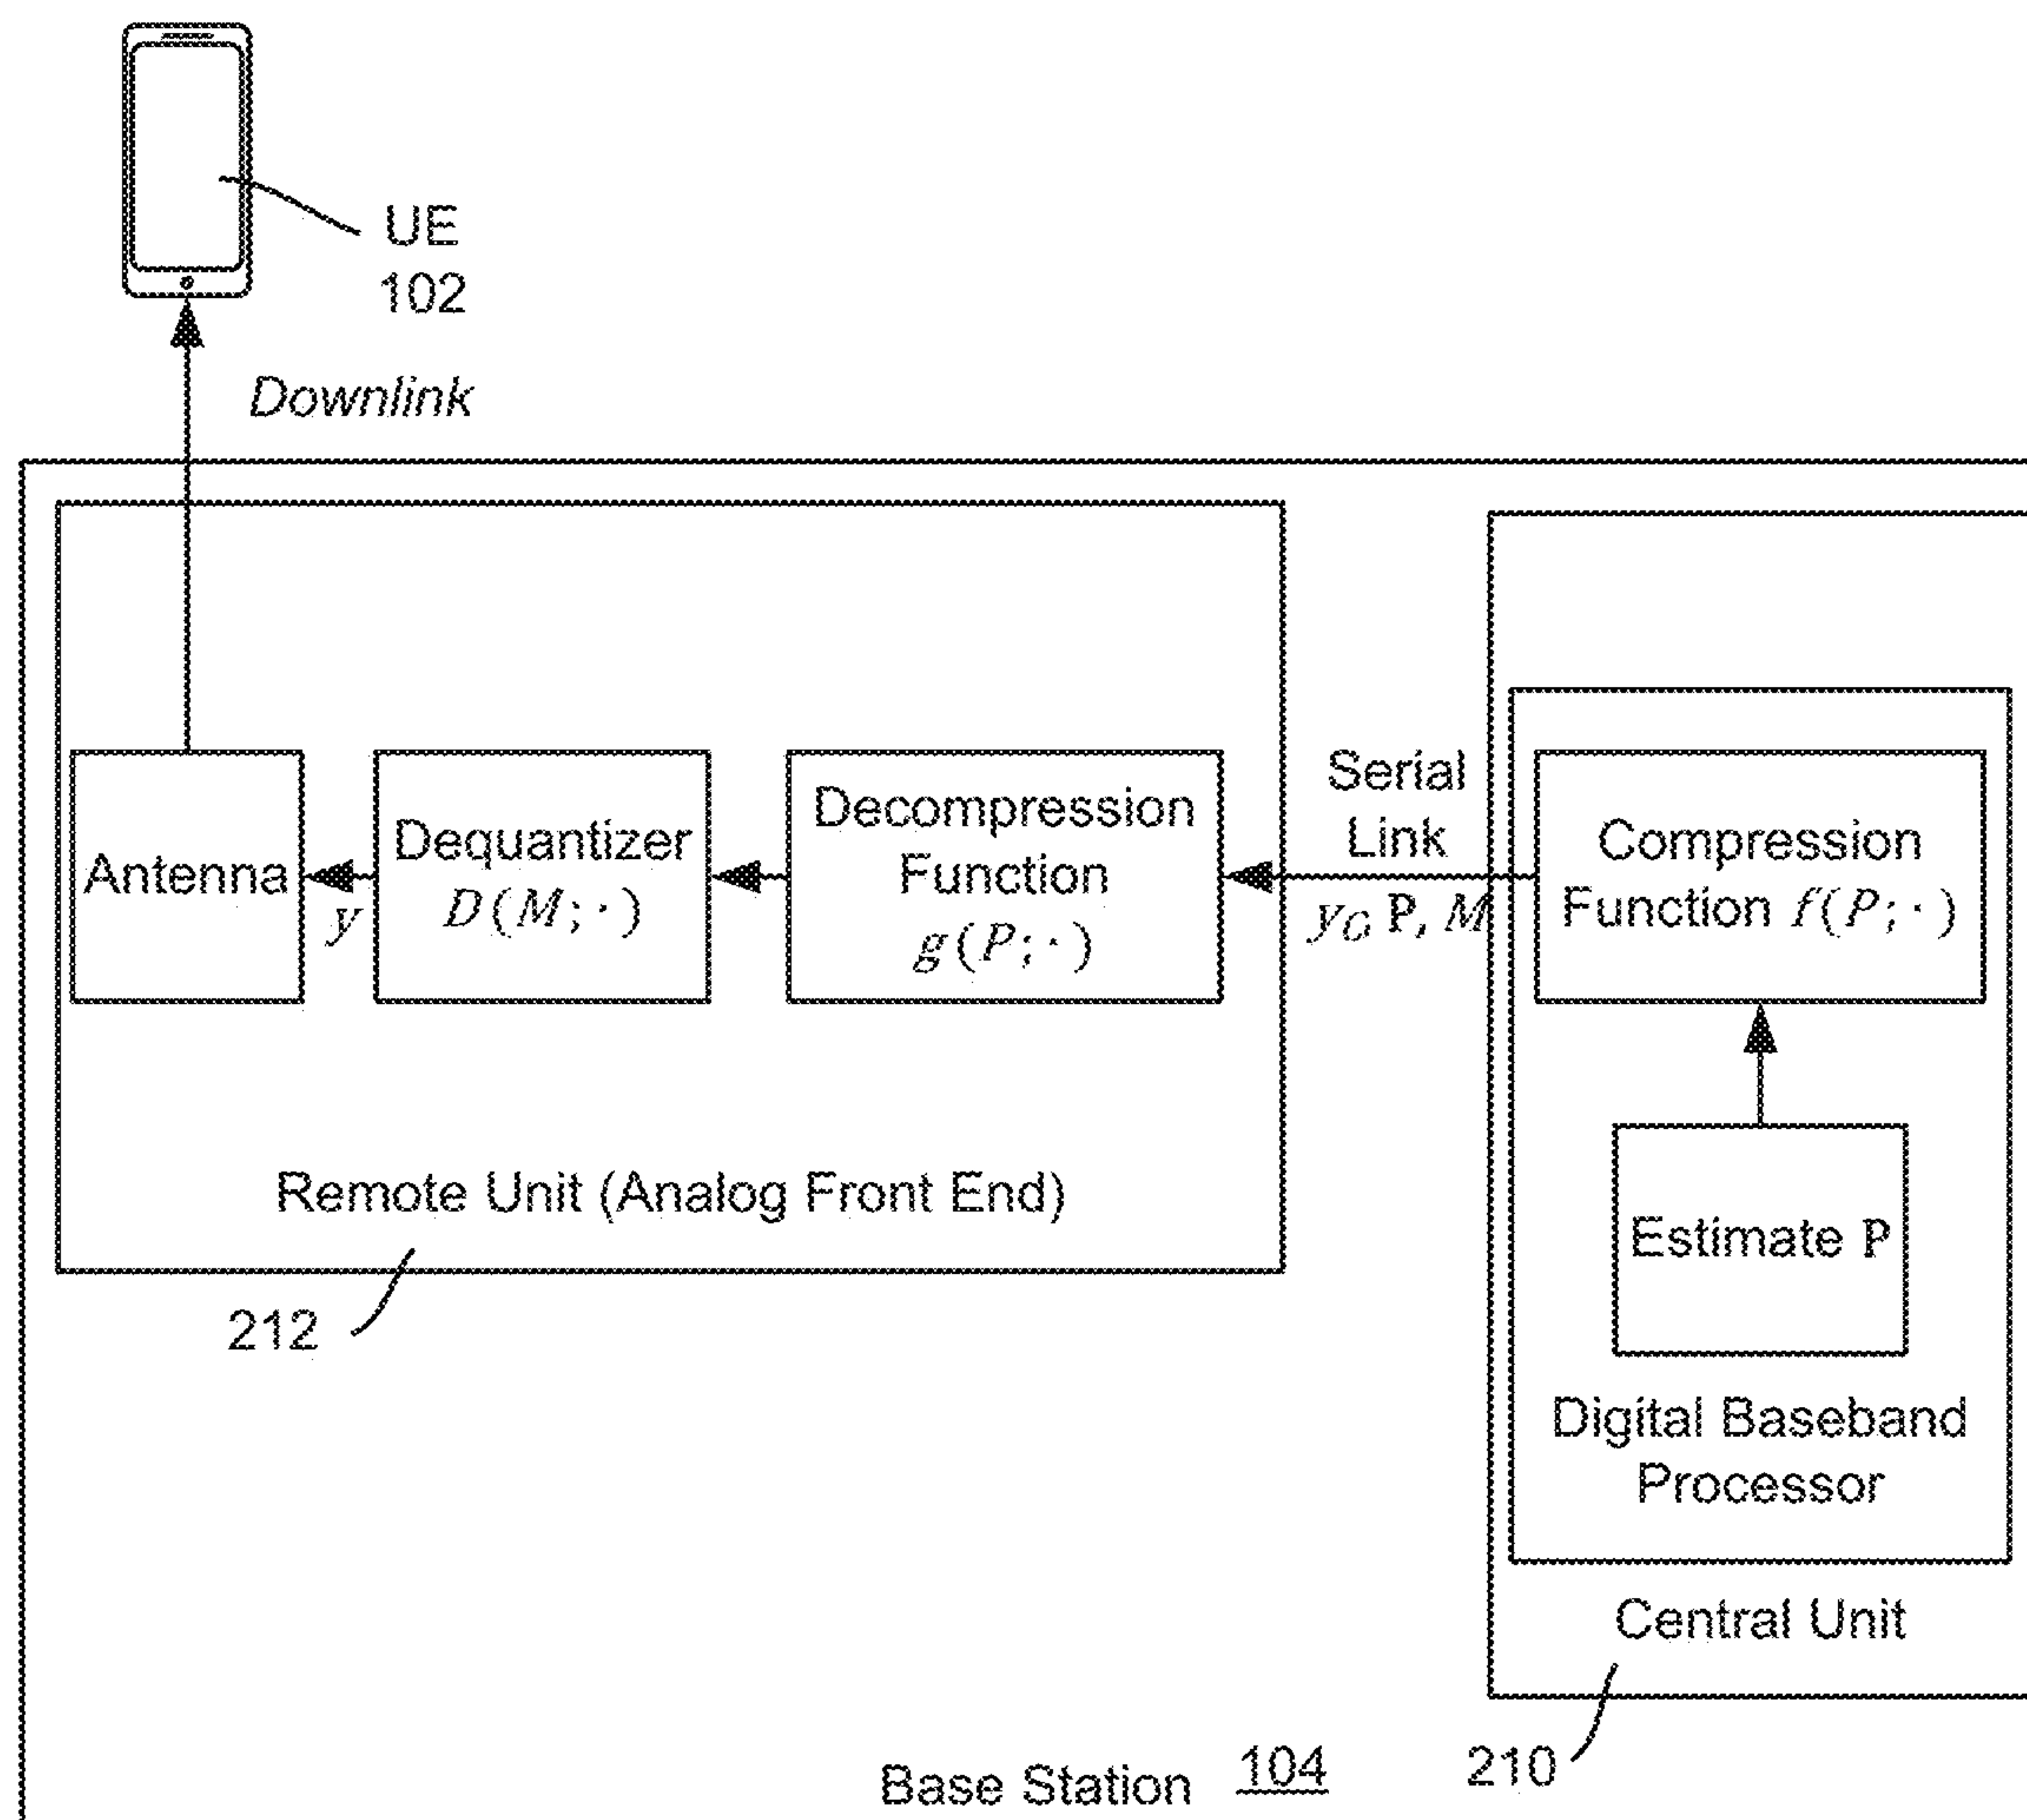 UE
102
Downlink
Antenna
y
Dequantizer
D(M; ·)
Decompression
Function
g(P; ·)
Serial
Link
y_C P, M
Compression
Function f(P; ·)
Estimate P
Digital Baseband
Processor
Remote Unit (Analog Front End)
212
Central Unit
210
Base Station 104